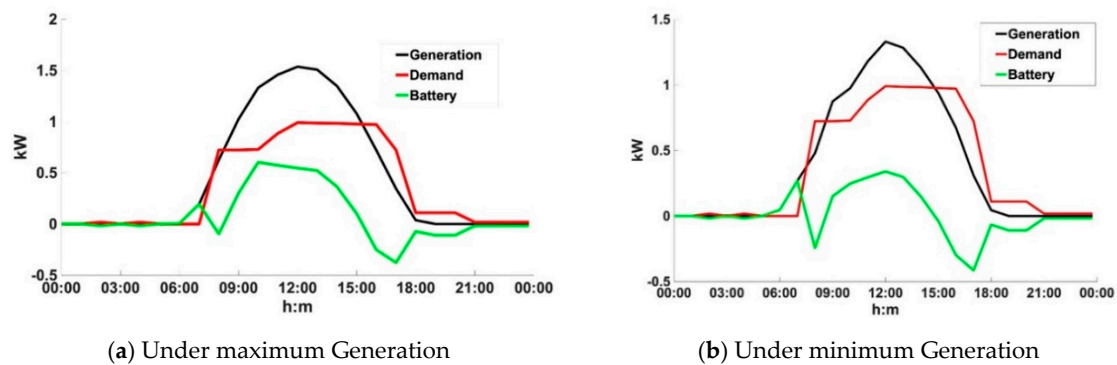 2
1.5
1
0.5
0
-0.5
kW
Generation
Demand
Battery
00:00 03:00 06:00 09:00 12:00 15:00 18:00 21:00 00:00
h:m
(a) Under maximum Generation
1.5
1
0.5
0
-0.5
kW
Generation
Demand
Battery
00:00 03:00 06:00 09:00 12:00 15:00 18:00 21:00 00:00
h:m
(b) Under minimum Generation